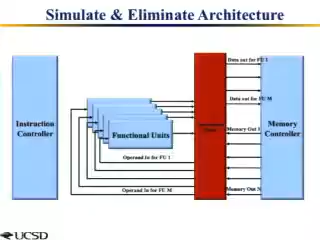 Simulate & Eliminate Architecture
Data out for FU 1
Data out for FU M
Instruction
Controller
Functional Units
Memory Out 1
Memory
Controller
Operand In for FU 1
Operand In for FU M
Memory Out N
UCSD